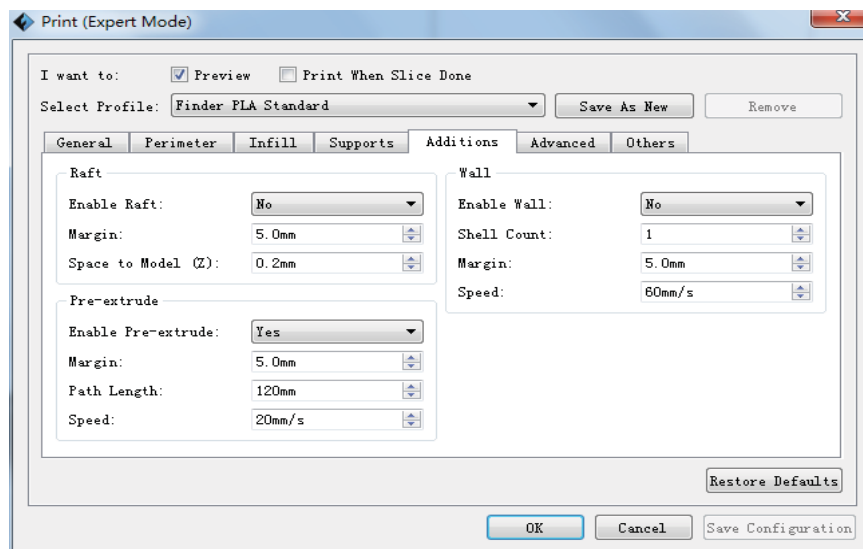 Print (Expert Mode)
I want to: Preview Print When Slice Done
Select Profile: Finder PLA Standard Save As New Remove
General Perimeter Infill Supports Additions Advanced Others
Raft
Enable Raft: No
Margin: 5.0mm
Space to Model (Z): 0.2mm
Pre-extrude
Enable Pre-extrude: Yes
Margin: 5.0mm
Path Length: 120mm
Speed: 20mm/s
Wall
Enable Wall: No
Shell Count: 1
Margin: 5.0mm
Speed: 60mm/s
Restore Defaults
OK Cancel Save Configuration